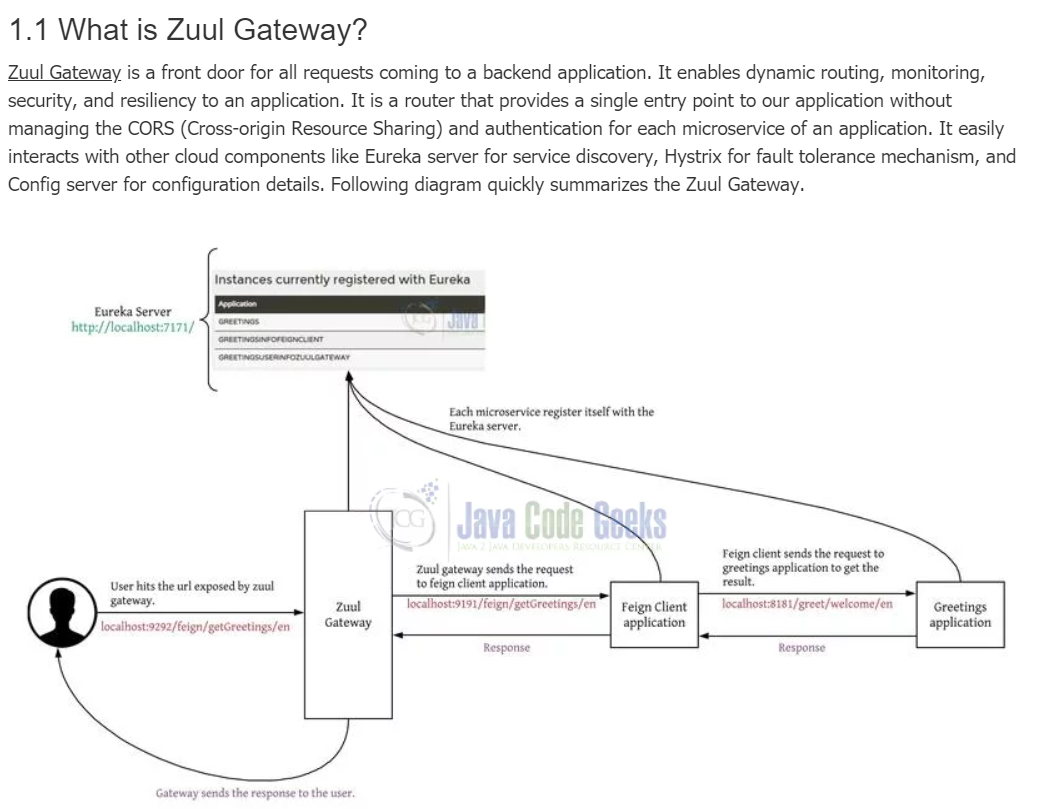 1.1 What is Zuul Gateway?
Zuul Gateway is a front door for all requests coming to a backend application. It enables dynamic routing, monitoring,
security, and resiliency to an application. It is a router that provides a single entry point to our application without
managing the CORS (Cross-origin Resource Sharing) and authentication for each microservice of an application. It easily
interacts with other cloud components like Eureka server for service discovery, Hystrix for fault tolerance mechanism, and
Config server for configuration details. Following diagram quickly summarizes the Zuul Gateway.
Instances currently registered with Eureka
Application
GREETINGS
GREETINGSINFOFEIGNCLIENT
GREETINGSUSERINFOZUULGATEWAY
JCG Java
Eureka Server
http://localhost:7171/
Each microservice register itself with the
Eureka server.
JCG Java Code Geeks
JAVA 2 JAVA DEVELOPERS RESOURCE CENTER
User hits the url exposed by zuul
gateway.
localhost:9292/feign/getGreetings/en
Zuul
Gateway
Zuul gateway sends the request
to feign client application.
localhost:9191/feign/getGreetings/en
Response
Feign Client
application
Feign client sends the request to
greetings application to get the
result.
localhost:8181/greet/welcome/en
Response
Greetings
application
Gateway sends the response to the user.